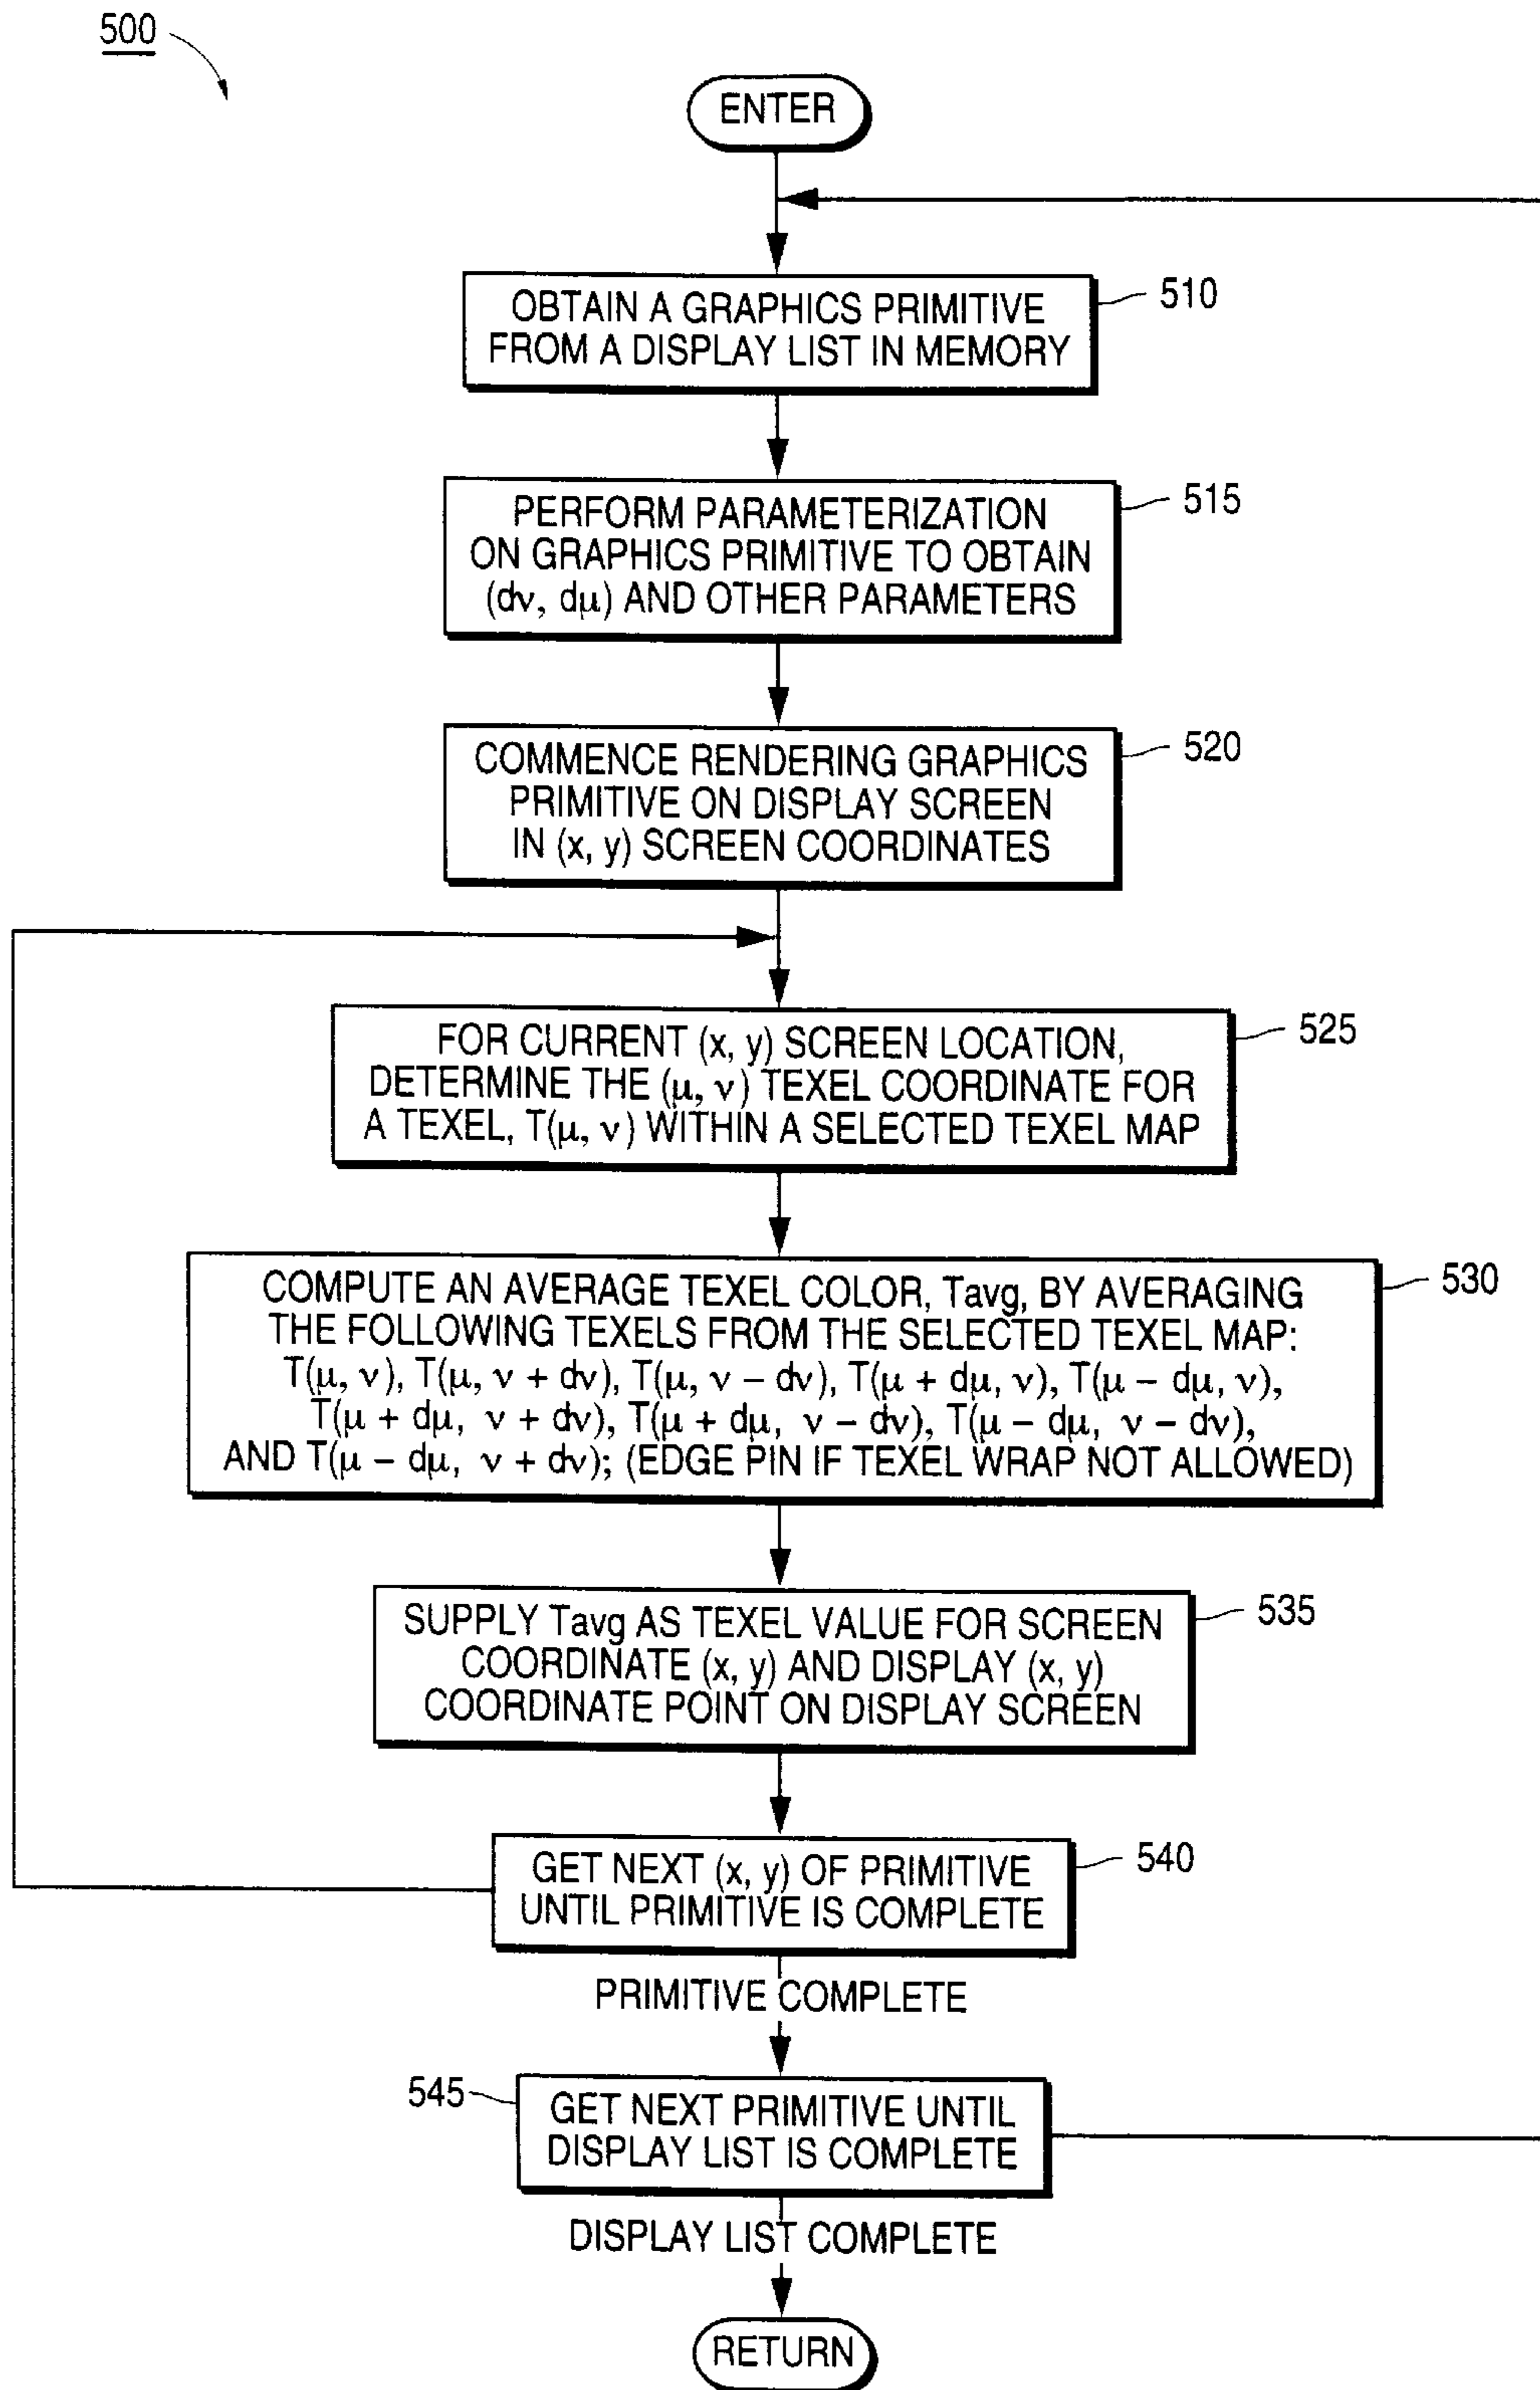 500
ENTER
OBTAIN A GRAPHICS PRIMITIVE
FROM A DISPLAY LIST IN MEMORY
510
PERFORM PARAMETERIZATION
ON GRAPHICS PRIMITIVE TO OBTAIN
(dν, dμ) AND OTHER PARAMETERS
515
COMMENCE RENDERING GRAPHICS
PRIMITIVE ON DISPLAY SCREEN
IN (x, y) SCREEN COORDINATES
520
FOR CURRENT (x, y) SCREEN LOCATION,
DETERMINE THE (μ, ν) TEXEL COORDINATE FOR
A TEXEL, T(μ, ν) WITHIN A SELECTED TEXEL MAP
525
COMPUTE AN AVERAGE TEXEL COLOR, Tavg, BY AVERAGING
THE FOLLOWING TEXELS FROM THE SELECTED TEXEL MAP:
T(μ, ν), T(μ, ν + dν), T(μ, ν – dν), T(μ + dμ, ν), T(μ – dμ, ν),
T(μ + dμ, ν + dν), T(μ + dμ, ν – dν), T(μ – dμ, ν – dν),
AND T(μ – dμ, ν + dν); (EDGE PIN IF TEXEL WRAP NOT ALLOWED)
530
SUPPLY Tavg AS TEXEL VALUE FOR SCREEN
COORDINATE (x, y) AND DISPLAY (x, y)
COORDINATE POINT ON DISPLAY SCREEN
535
GET NEXT (x, y) OF PRIMITIVE
UNTIL PRIMITIVE IS COMPLETE
540
PRIMITIVE COMPLETE
545
GET NEXT PRIMITIVE UNTIL
DISPLAY LIST IS COMPLETE
DISPLAY LIST COMPLETE
RETURN